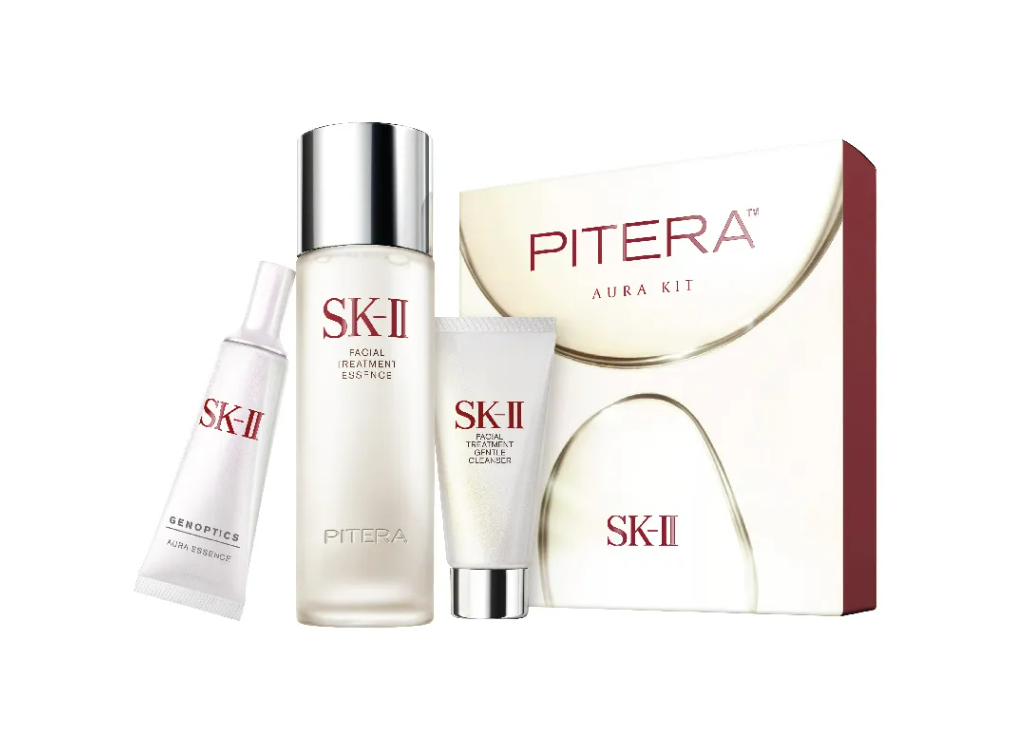 SK-II
GENOPTICS
AURA ESSENCE
SK-II
FACIAL
TREATMENT
ESSENCE
PITERA
SK-II
FACIAL
TREATMENT
GENTLE
CLEANSER
PITERA™
AURA KIT
SK-II